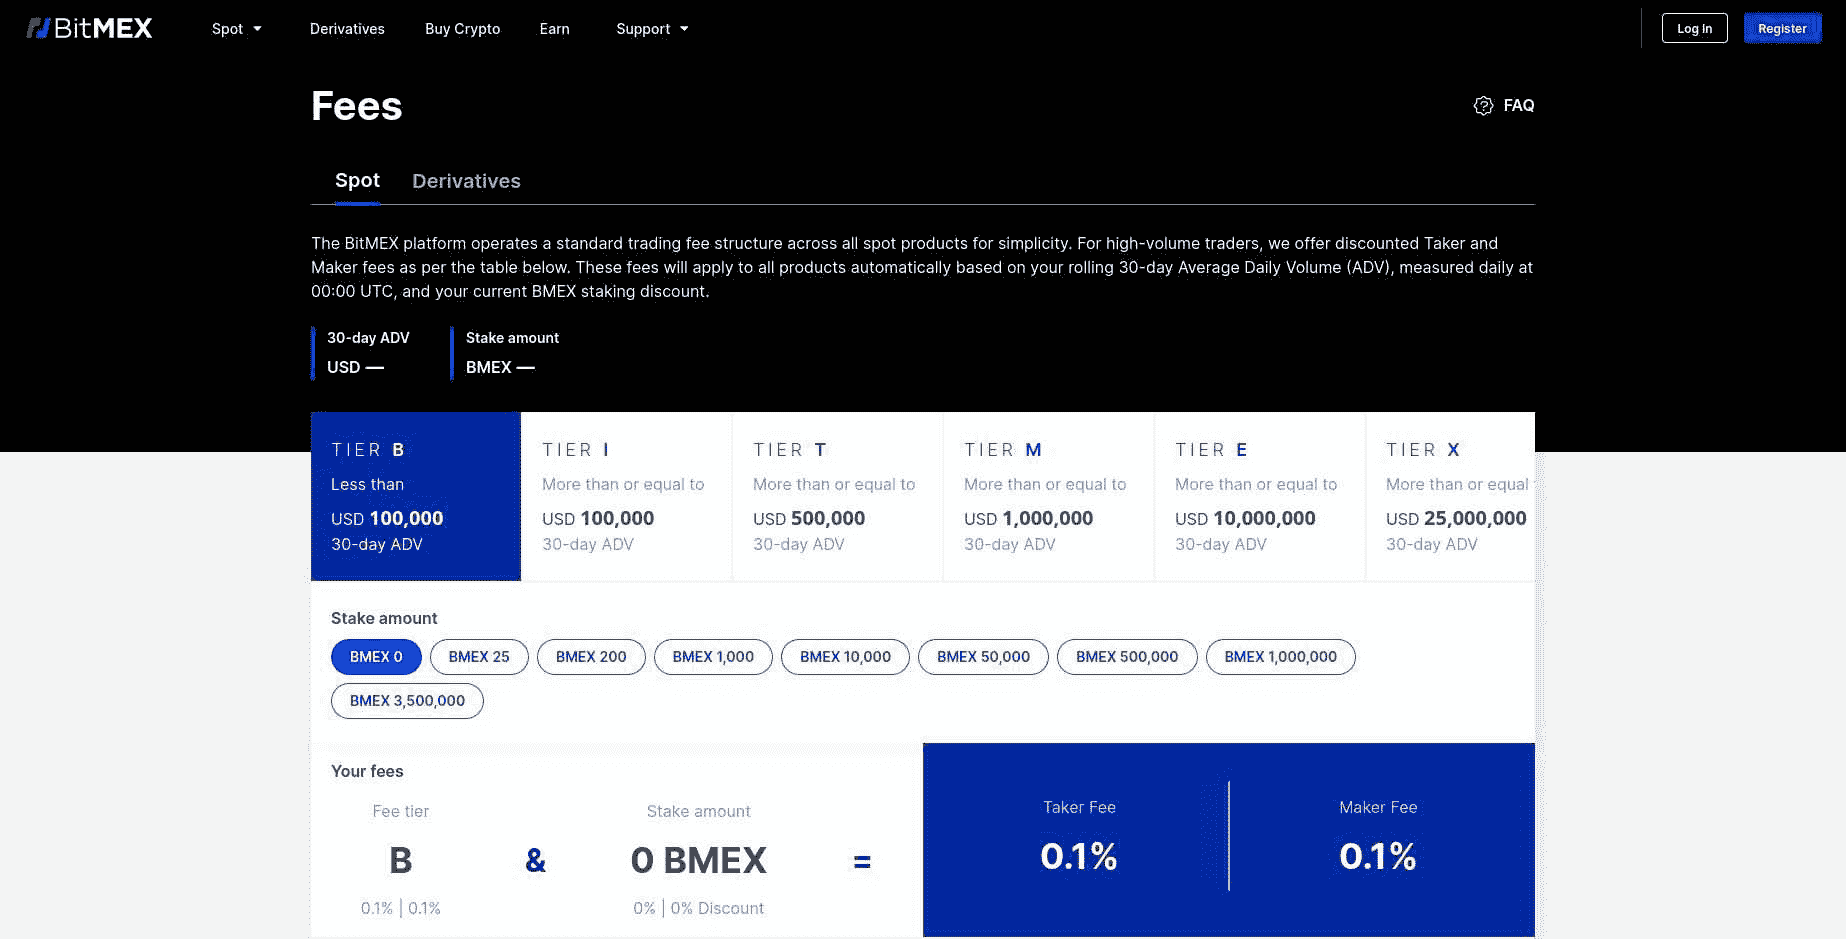 BitMEX
Spot
Derivatives
Buy Crypto
Earn
Support
Log In
Register
Fees
FAQ
Spot
Derivatives
The BitMEX platform operates a standard trading fee structure across all spot products for simplicity. For high-volume traders, we offer discounted Taker and
Maker fees as per the table below. These fees will apply to all products automatically based on your rolling 30-day Average Daily Volume (ADV), measured daily at
00:00 UTC, and your current BMEX staking discount.
30-day ADV
USD —
Stake amount
BMEX —
TIER B
Less than
USD 100,000
30-day ADV
TIER I
More than or equal to
USD 100,000
30-day ADV
TIER T
More than or equal to
USD 500,000
30-day ADV
TIER M
More than or equal to
USD 1,000,000
30-day ADV
TIER E
More than or equal to
USD 10,000,000
30-day ADV
TIER X
More than or equal
USD 25,000,000
30-day ADV
Stake amount
BMEX 0
BMEX 25
BMEX 200
BMEX 1,000
BMEX 10,000
BMEX 50,000
BMEX 500,000
BMEX 1,000,000
BMEX 3,500,000
Your fees
Fee tier
B
0.1% | 0.1%
&
Stake amount
0 BMEX
0% | 0% Discount
=
Taker Fee
0.1%
Maker Fee
0.1%